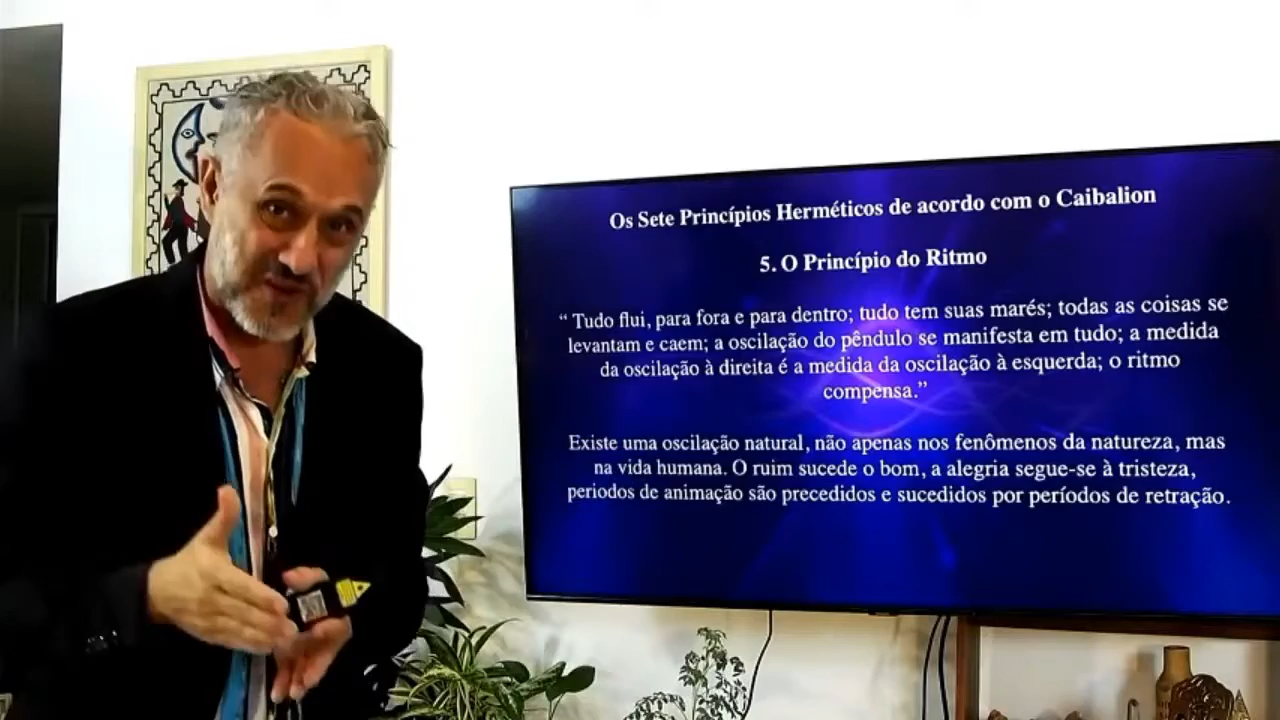 Os Sete Princípios Herméticos de acordo com o Caibalion
5. O Princípio do Ritmo
“ Tudo flui, para fora e para dentro; tudo tem suas marés; todas as coisas se
levantam e caem; a oscilação do pêndulo se manifesta em tudo; a medida
da oscilação à direita é a medida da oscilação à esquerda; o ritmo
compensa.”
Existe uma oscilação natural, não apenas nos fenômenos da natureza, mas
na vida humana. O ruim sucede o bom, a alegria segue-se à tristeza,
periodos de animação são precedidos e sucedidos por períodos de retração.